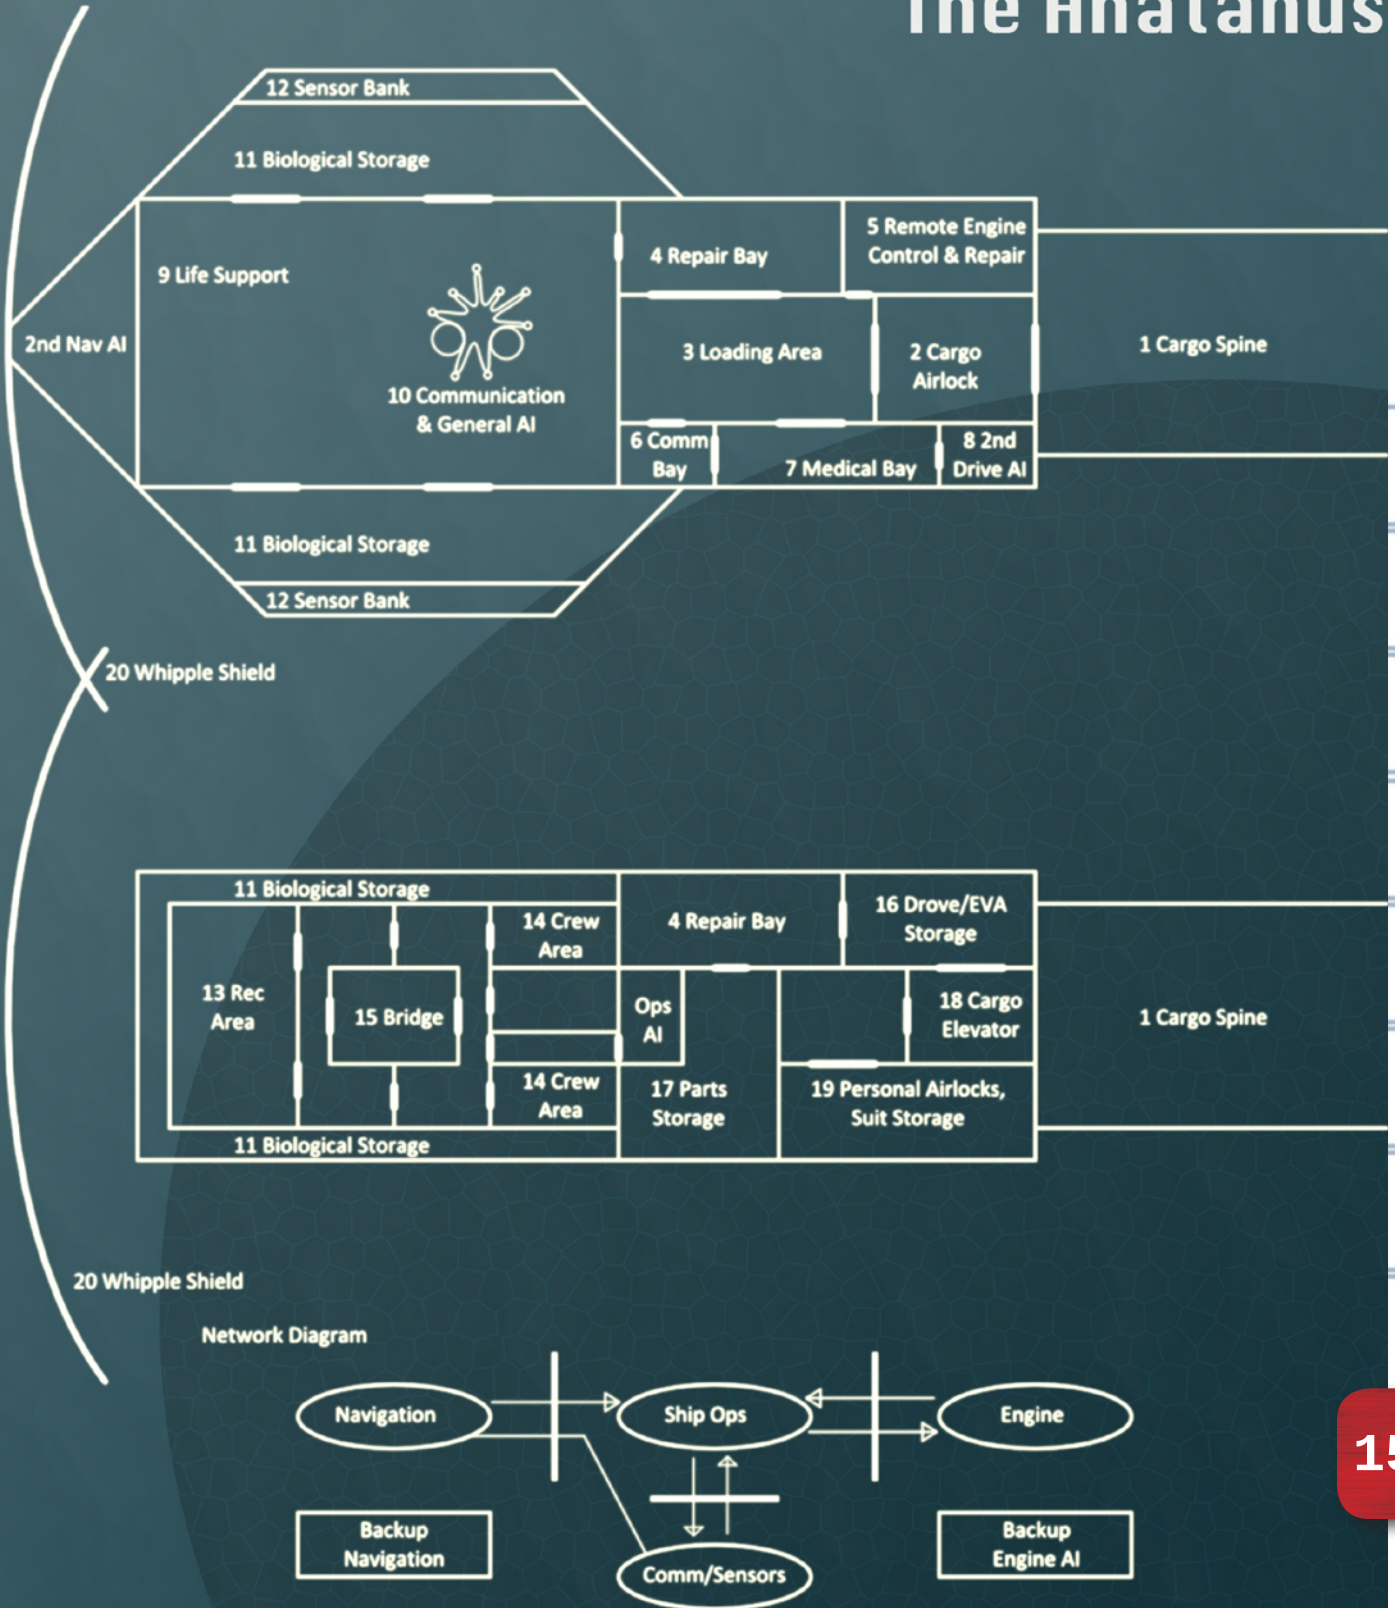 The Anatanus
12 Sensor Bank
11 Biological Storage
9 Life Support
2nd Nav AI
10 Communication
& General AI
4 Repair Bay
5 Remote Engine
Control & Repair
3 Loading Area
2 Cargo
Airlock
1 Cargo Spine
6 Comm
Bay
7 Medical Bay
8 2nd
Drive AI
11 Biological Storage
12 Sensor Bank
20 Whipple Shield
11 Biological Storage
13 Rec
Area
15 Bridge
14 Crew
Area
14 Crew
Area
11 Biological Storage
4 Repair Bay
16 Drove/EVA
Storage
Ops
AI
17 Parts
Storage
18 Cargo
Elevator
19 Personal Airlocks,
Suit Storage
1 Cargo Spine
20 Whipple Shield
Network Diagram
Navigation
Ship Ops
Engine
Backup
Navigation
Comm/Sensors
Backup
Engine AI
15